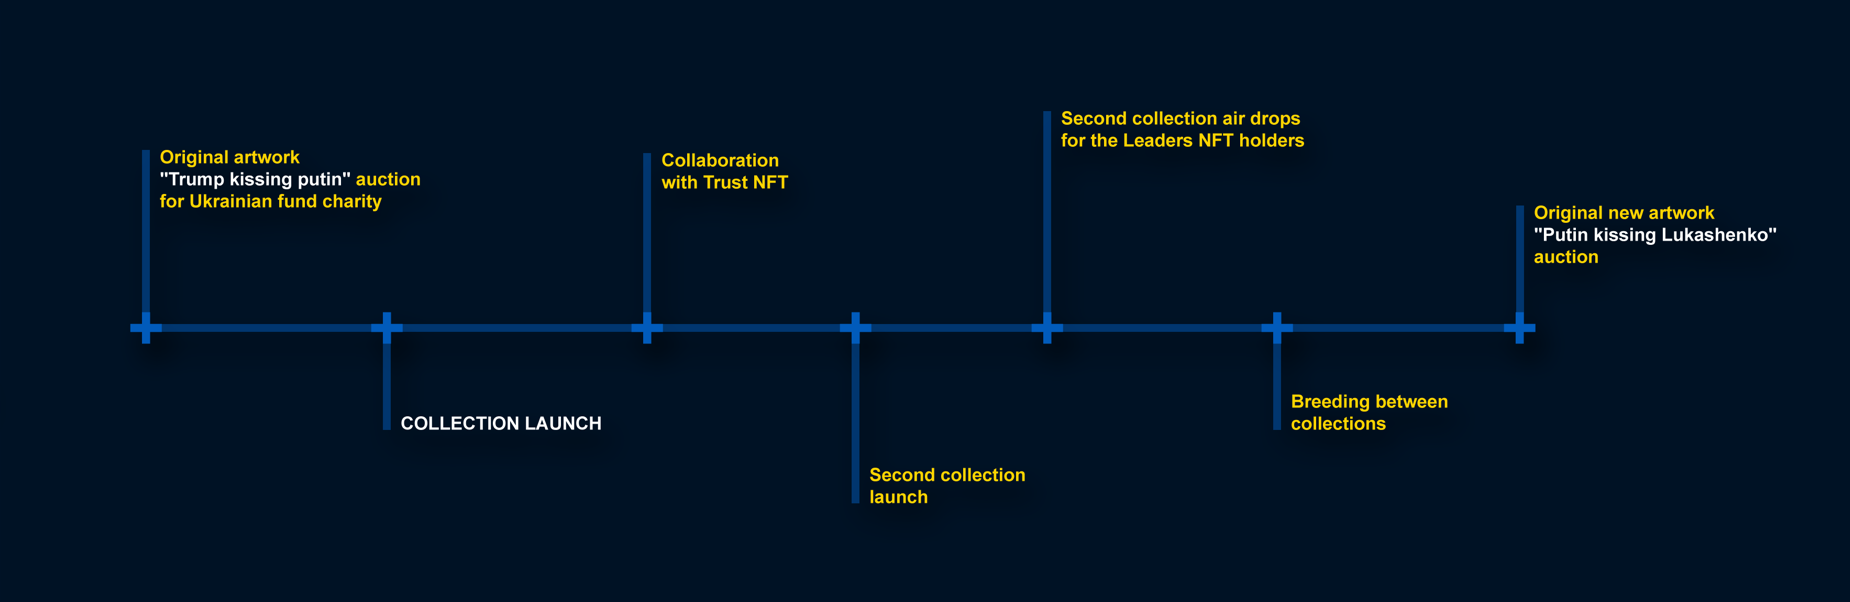 Original artwork
"Trump kissing putin" auction
for Ukrainian fund charity
COLLECTION LAUNCH
Collaboration
with Trust NFT
Second collection
launch
Second collection air drops
for the Leaders NFT holders
Breeding between
collections
Original new artwork
"Putin kissing Lukashenko"
auction